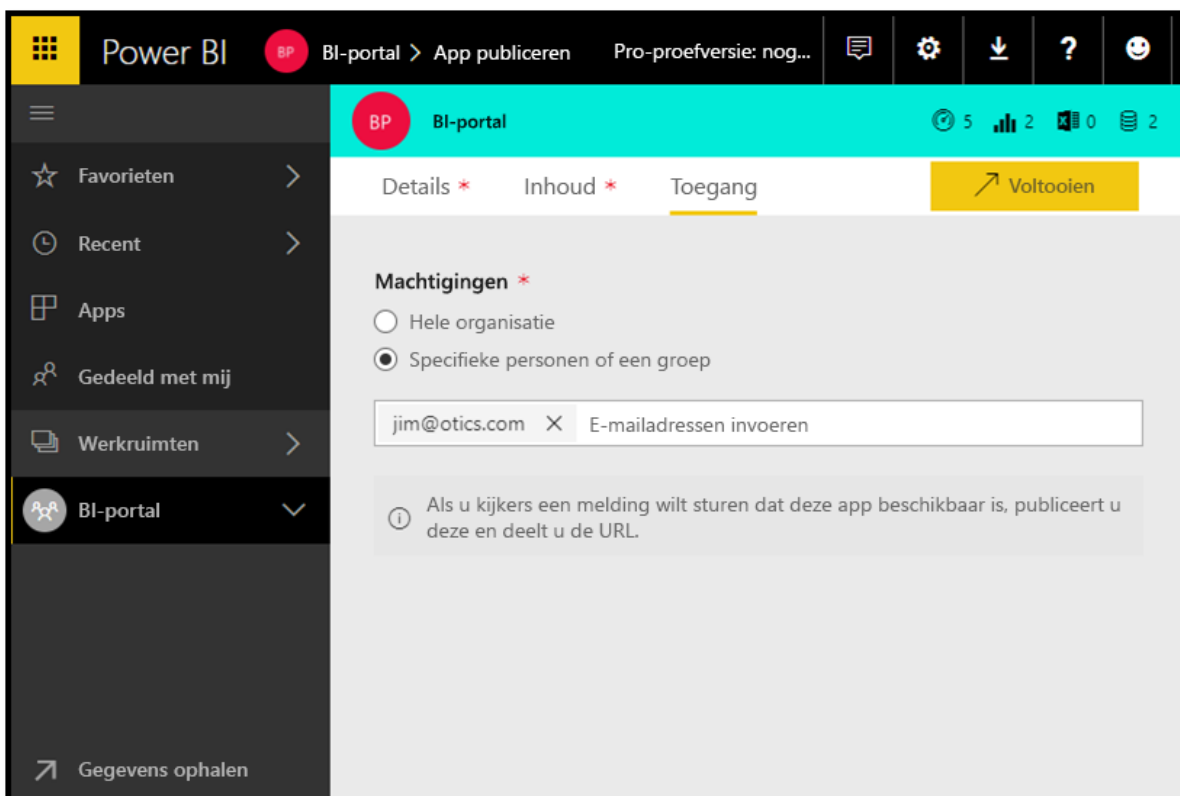 Power BI BP BI-portal > App publiceren Pro-proefversie: nog... ?
BP BI-portal 5 2 0 2
Favorieten
Recent
Apps
Gedeeld met mij
Werkruimten
BI-portal
Gegevens ophalen
Details * Inhoud * Toegang Voltooien
Machtigingen *
Hele organisatie
Specifieke personen of een groep
jim@otics.com X E-mailadressen invoeren
Als u kijkers een melding wilt sturen dat deze app beschikbaar is, publiceert u
deze en deelt u de URL.